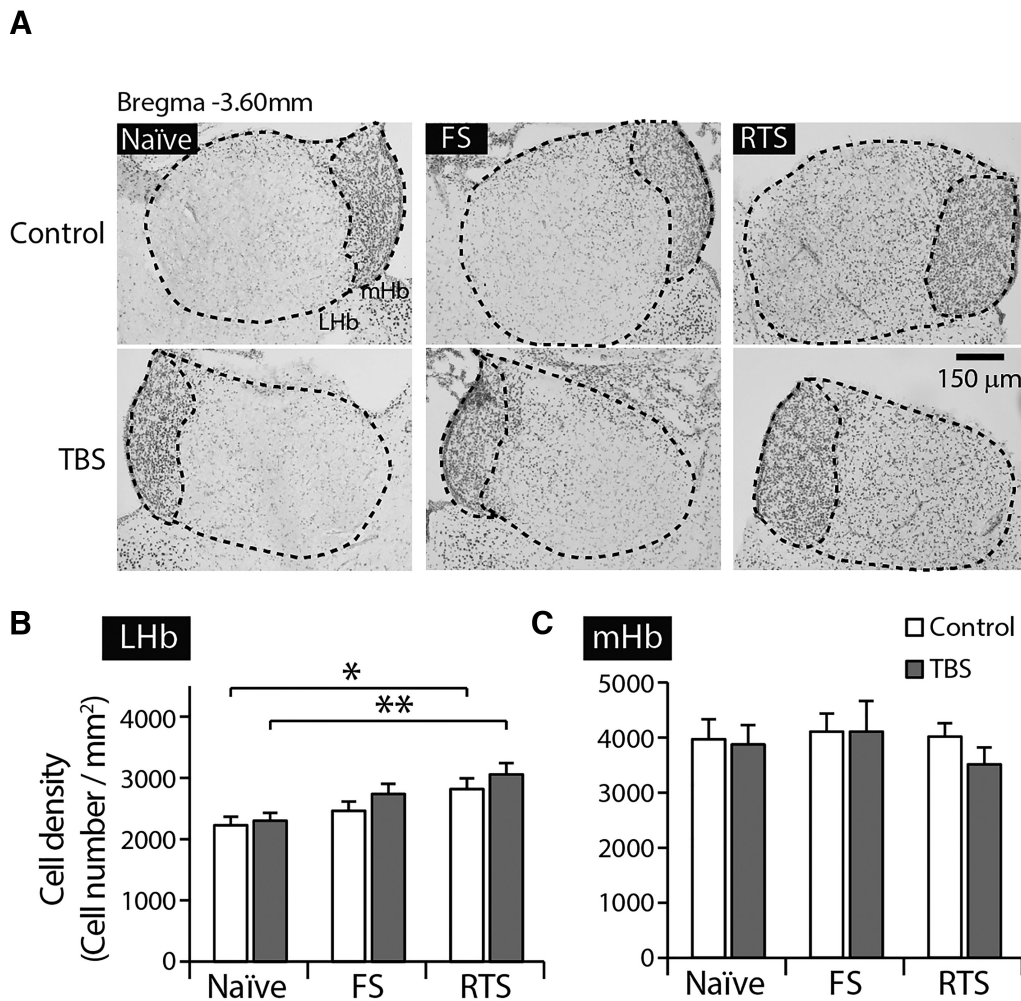 A
Bregma -3.60mm
Naïve
FS
RTS
Control
mHb
LHb
TBS
150 μm
B
LHb
*
**
Cell density
(Cell number / mm²)
4000
3000
2000
1000
0
Naïve
FS
RTS
C
mHb
Control
TBS
5000
4000
3000
2000
1000
0
Naïve
FS
RTS